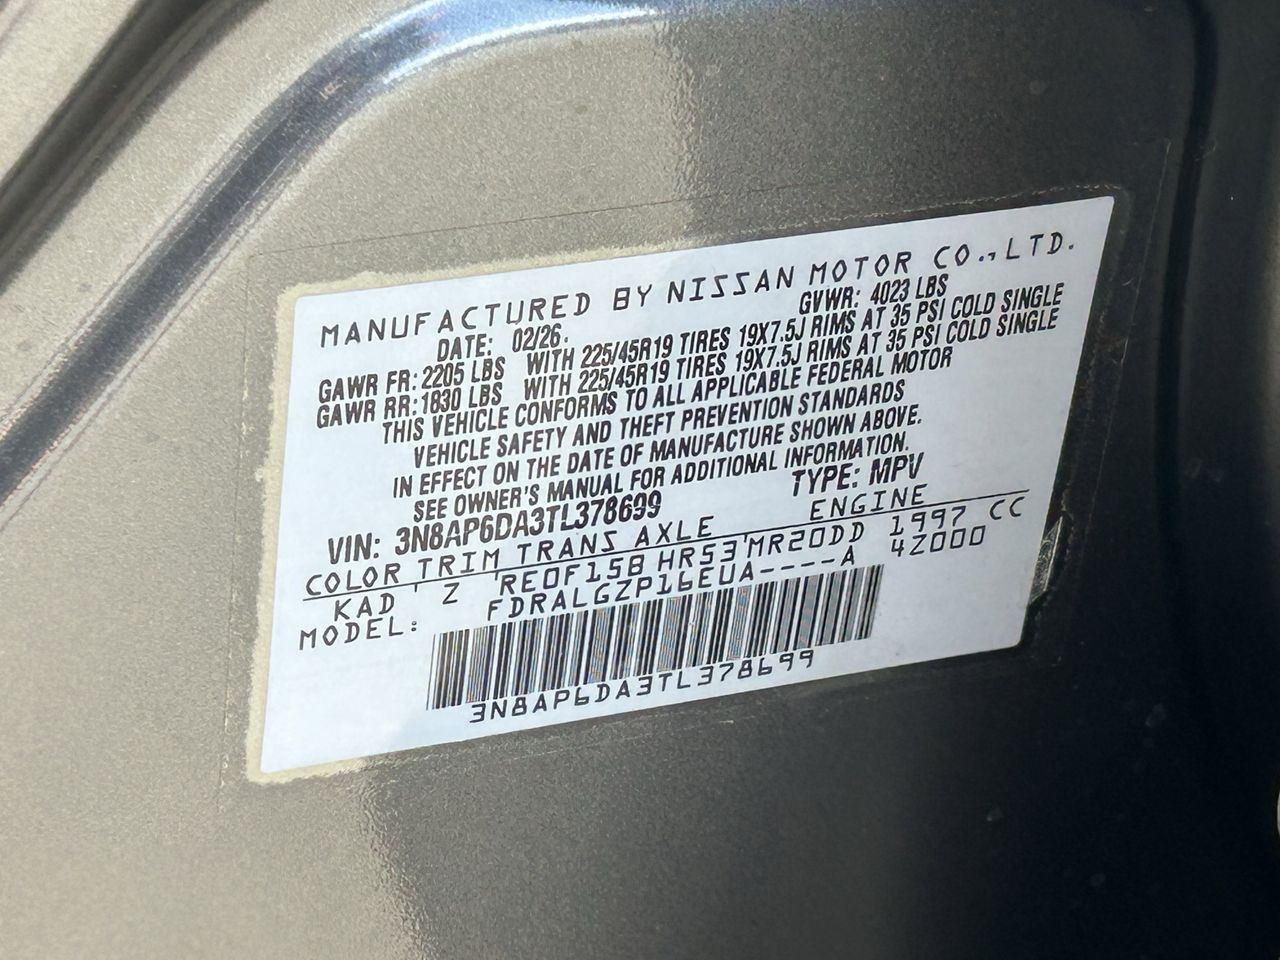 MANUFACTURED BY NISSAN MOTOR CO.,LTD.
DATE: 02/26. GVWR: 4023 LBS
GAWR FR: 2205 LBS WITH 225/45R19 TIRES 19X7.5J RIMS AT 35 PSI COLD SINGLE
GAWR RR: 1830 LBS WITH 225/45R19 TIRES 19X7.5J RIMS AT 35 PSI COLD SINGLE
THIS VEHICLE CONFORMS TO ALL APPLICABLE FEDERAL MOTOR
VEHICLE SAFETY AND THEFT PREVENTION STANDARDS
IN EFFECT ON THE DATE OF MANUFACTURE SHOWN ABOVE.
SEE OWNER'S MANUAL FOR ADDITIONAL INFORMATION.
VIN: 3N8AP6DA3TL378699 TYPE: MPV
COLOR TRIM TRANS AXLE ENGINE
KAD Z RE0F15B HR53 MR20DD 1997 CC
MODEL: FDRALGZP16EUA----A 42000
3N8AP6DA3TL378699